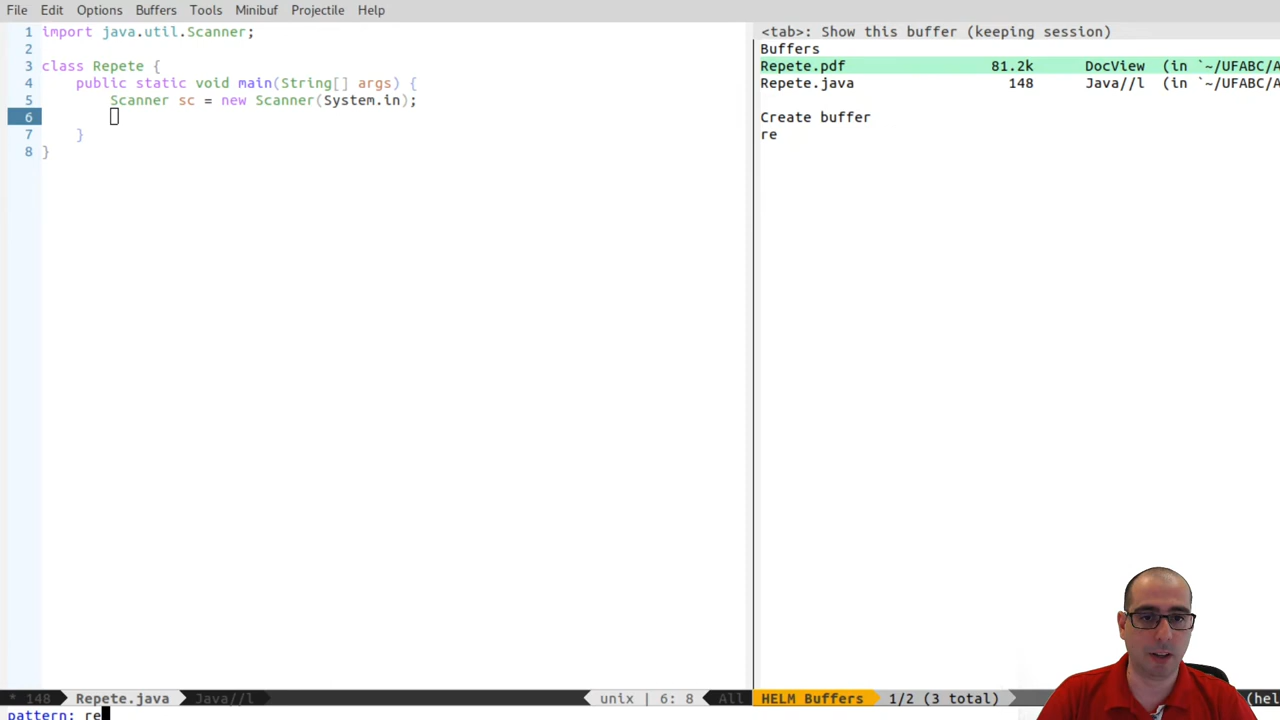 File Edit Options Buffers Tools Minibuf Projectile Help
1 import java.util.Scanner;
2
3 class Repete {
4 public static void main(String[] args) {
5 Scanner sc = new Scanner(System.in);
6
7 }
8 }
* 148 Repete.java Java//l unix | 6: 8 All
pattern: re
<tab>: Show this buffer (keeping session)
Buffers
Repete.pdf 81.2k DocView (in `~/UFABC/A
Repete.java 148 Java//l (in `~/UFABC/A
Create buffer
re
HELM Buffers 1/2 (3 total) (hel